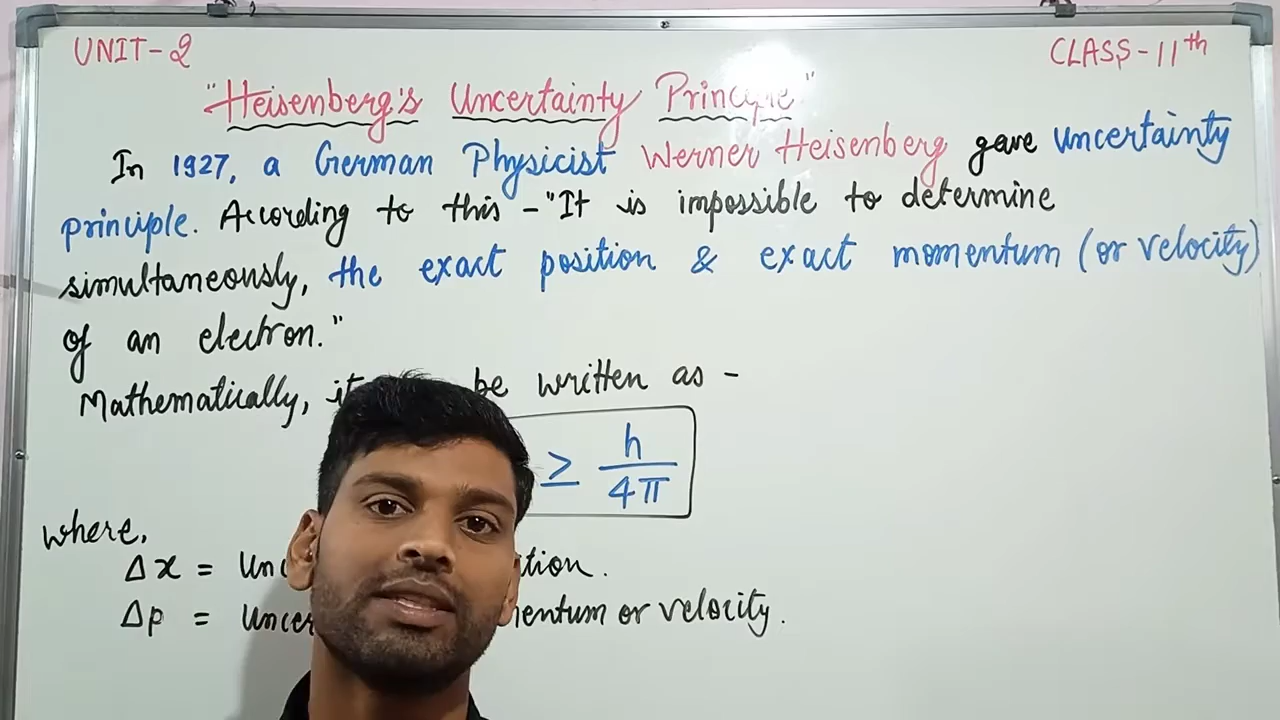 UNIT-2
CLASS-11th
"Heisenberg's Uncertainty Principle"
In 1927, a German Physicist Werner Heisenberg gave uncertainty
principle. According to this - "It is impossible to determine
simultaneously, the exact position & exact momentum (or velocity)
of an electron."
Mathematically, it be written as -
≥ h/4π
where,
Δx = Unc tion.
Δp = Uncer mentum or velocity.